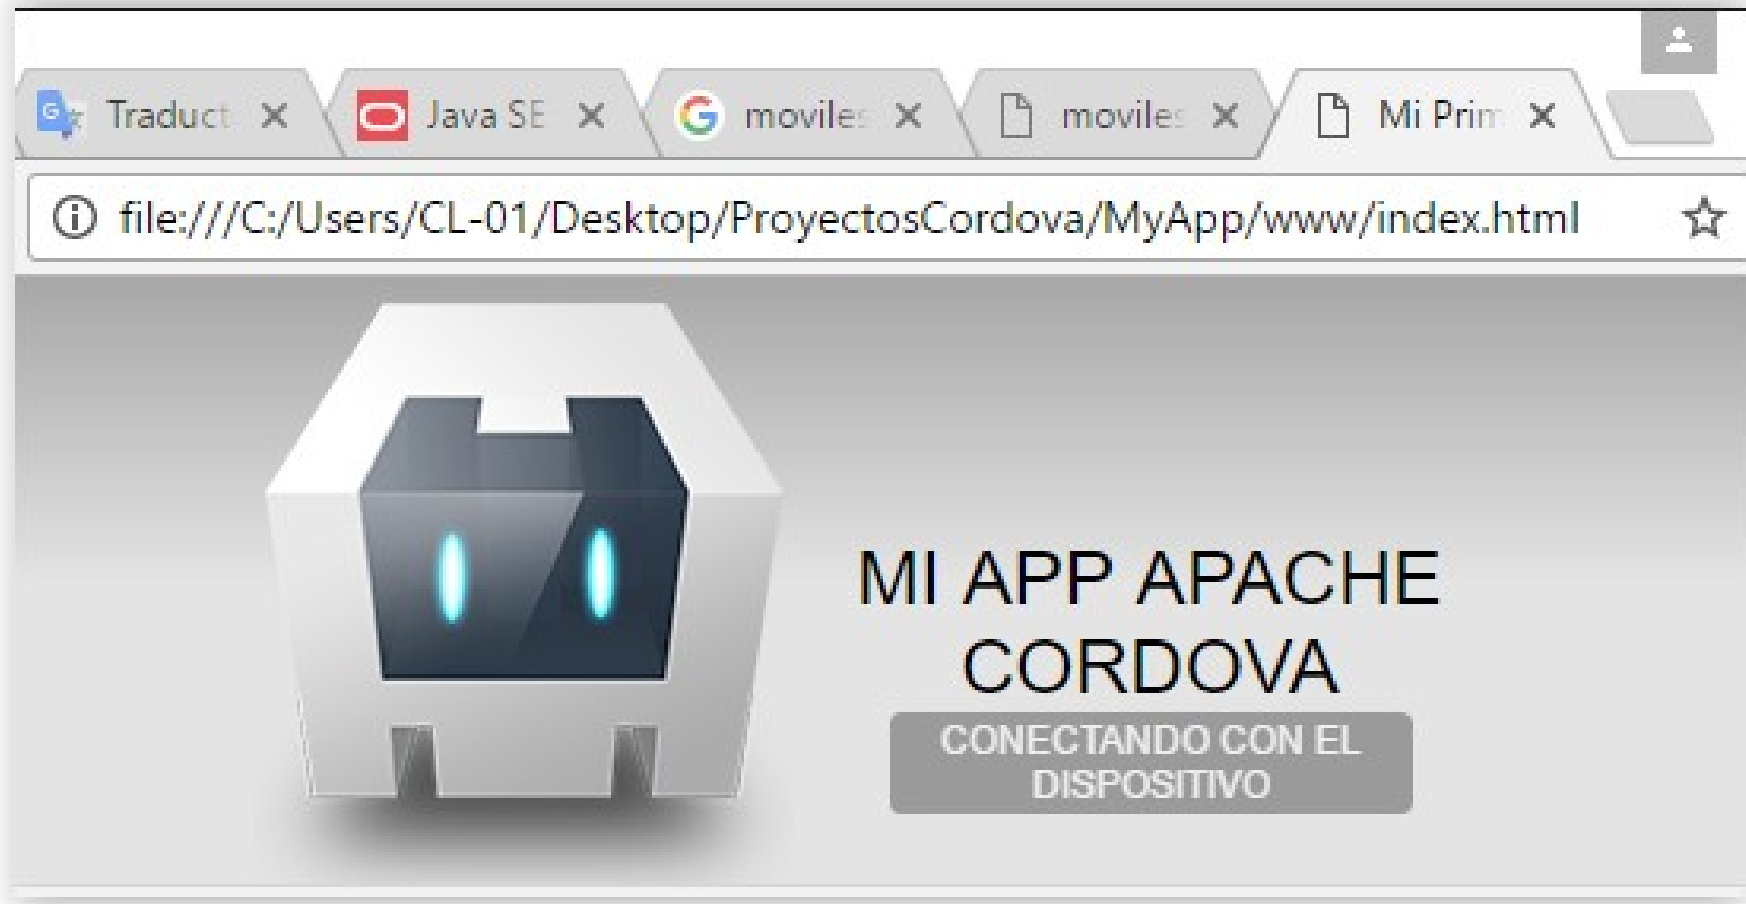 Traduct
Java SE
moviles
moviles
Mi Prim
file:///C:/Users/CL-01/Desktop/ProyectosCordova/MyApp/www/index.html
MI APP APACHE
CORDOVA
CONECTANDO CON EL
DISPOSITIVO